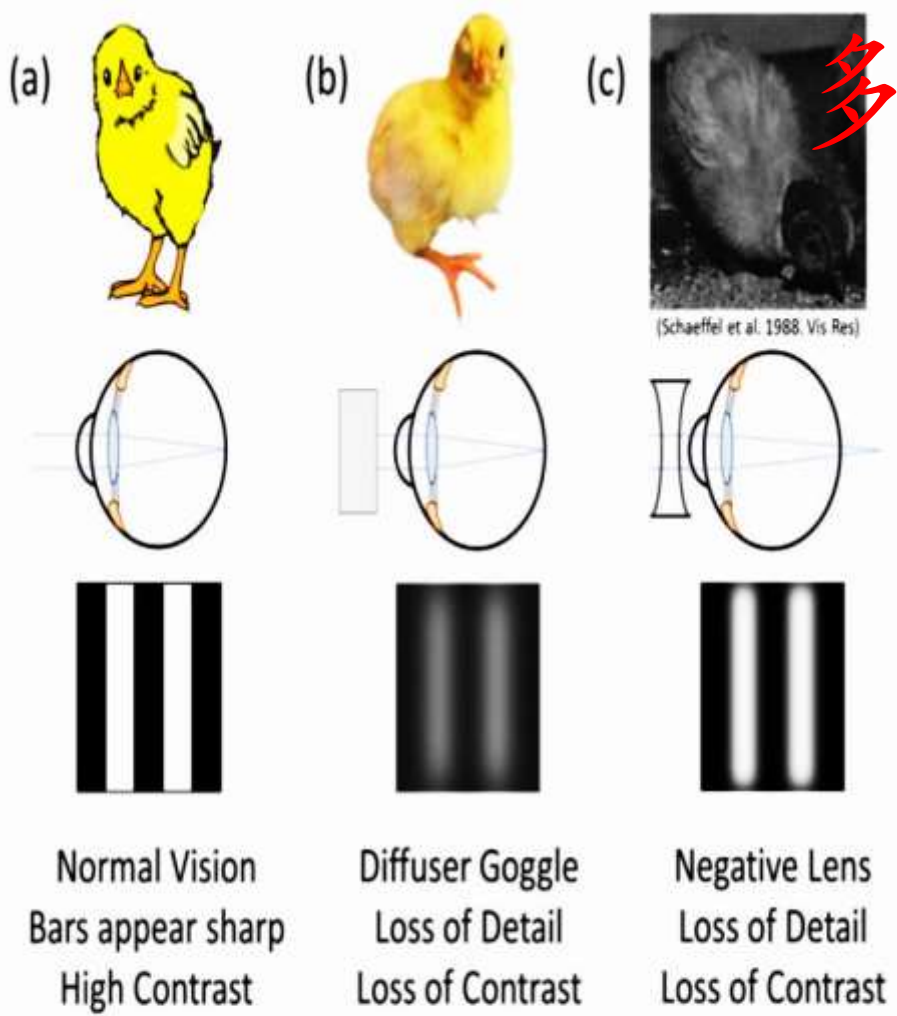 (a)
(b)
(c)
多
(Schaeffel et al. 1988. Vis Res)
Normal Vision
Bars appear sharp
High Contrast
Diffuser Goggle
Loss of Detail
Loss of Contrast
Negative Lens
Loss of Detail
Loss of Contrast